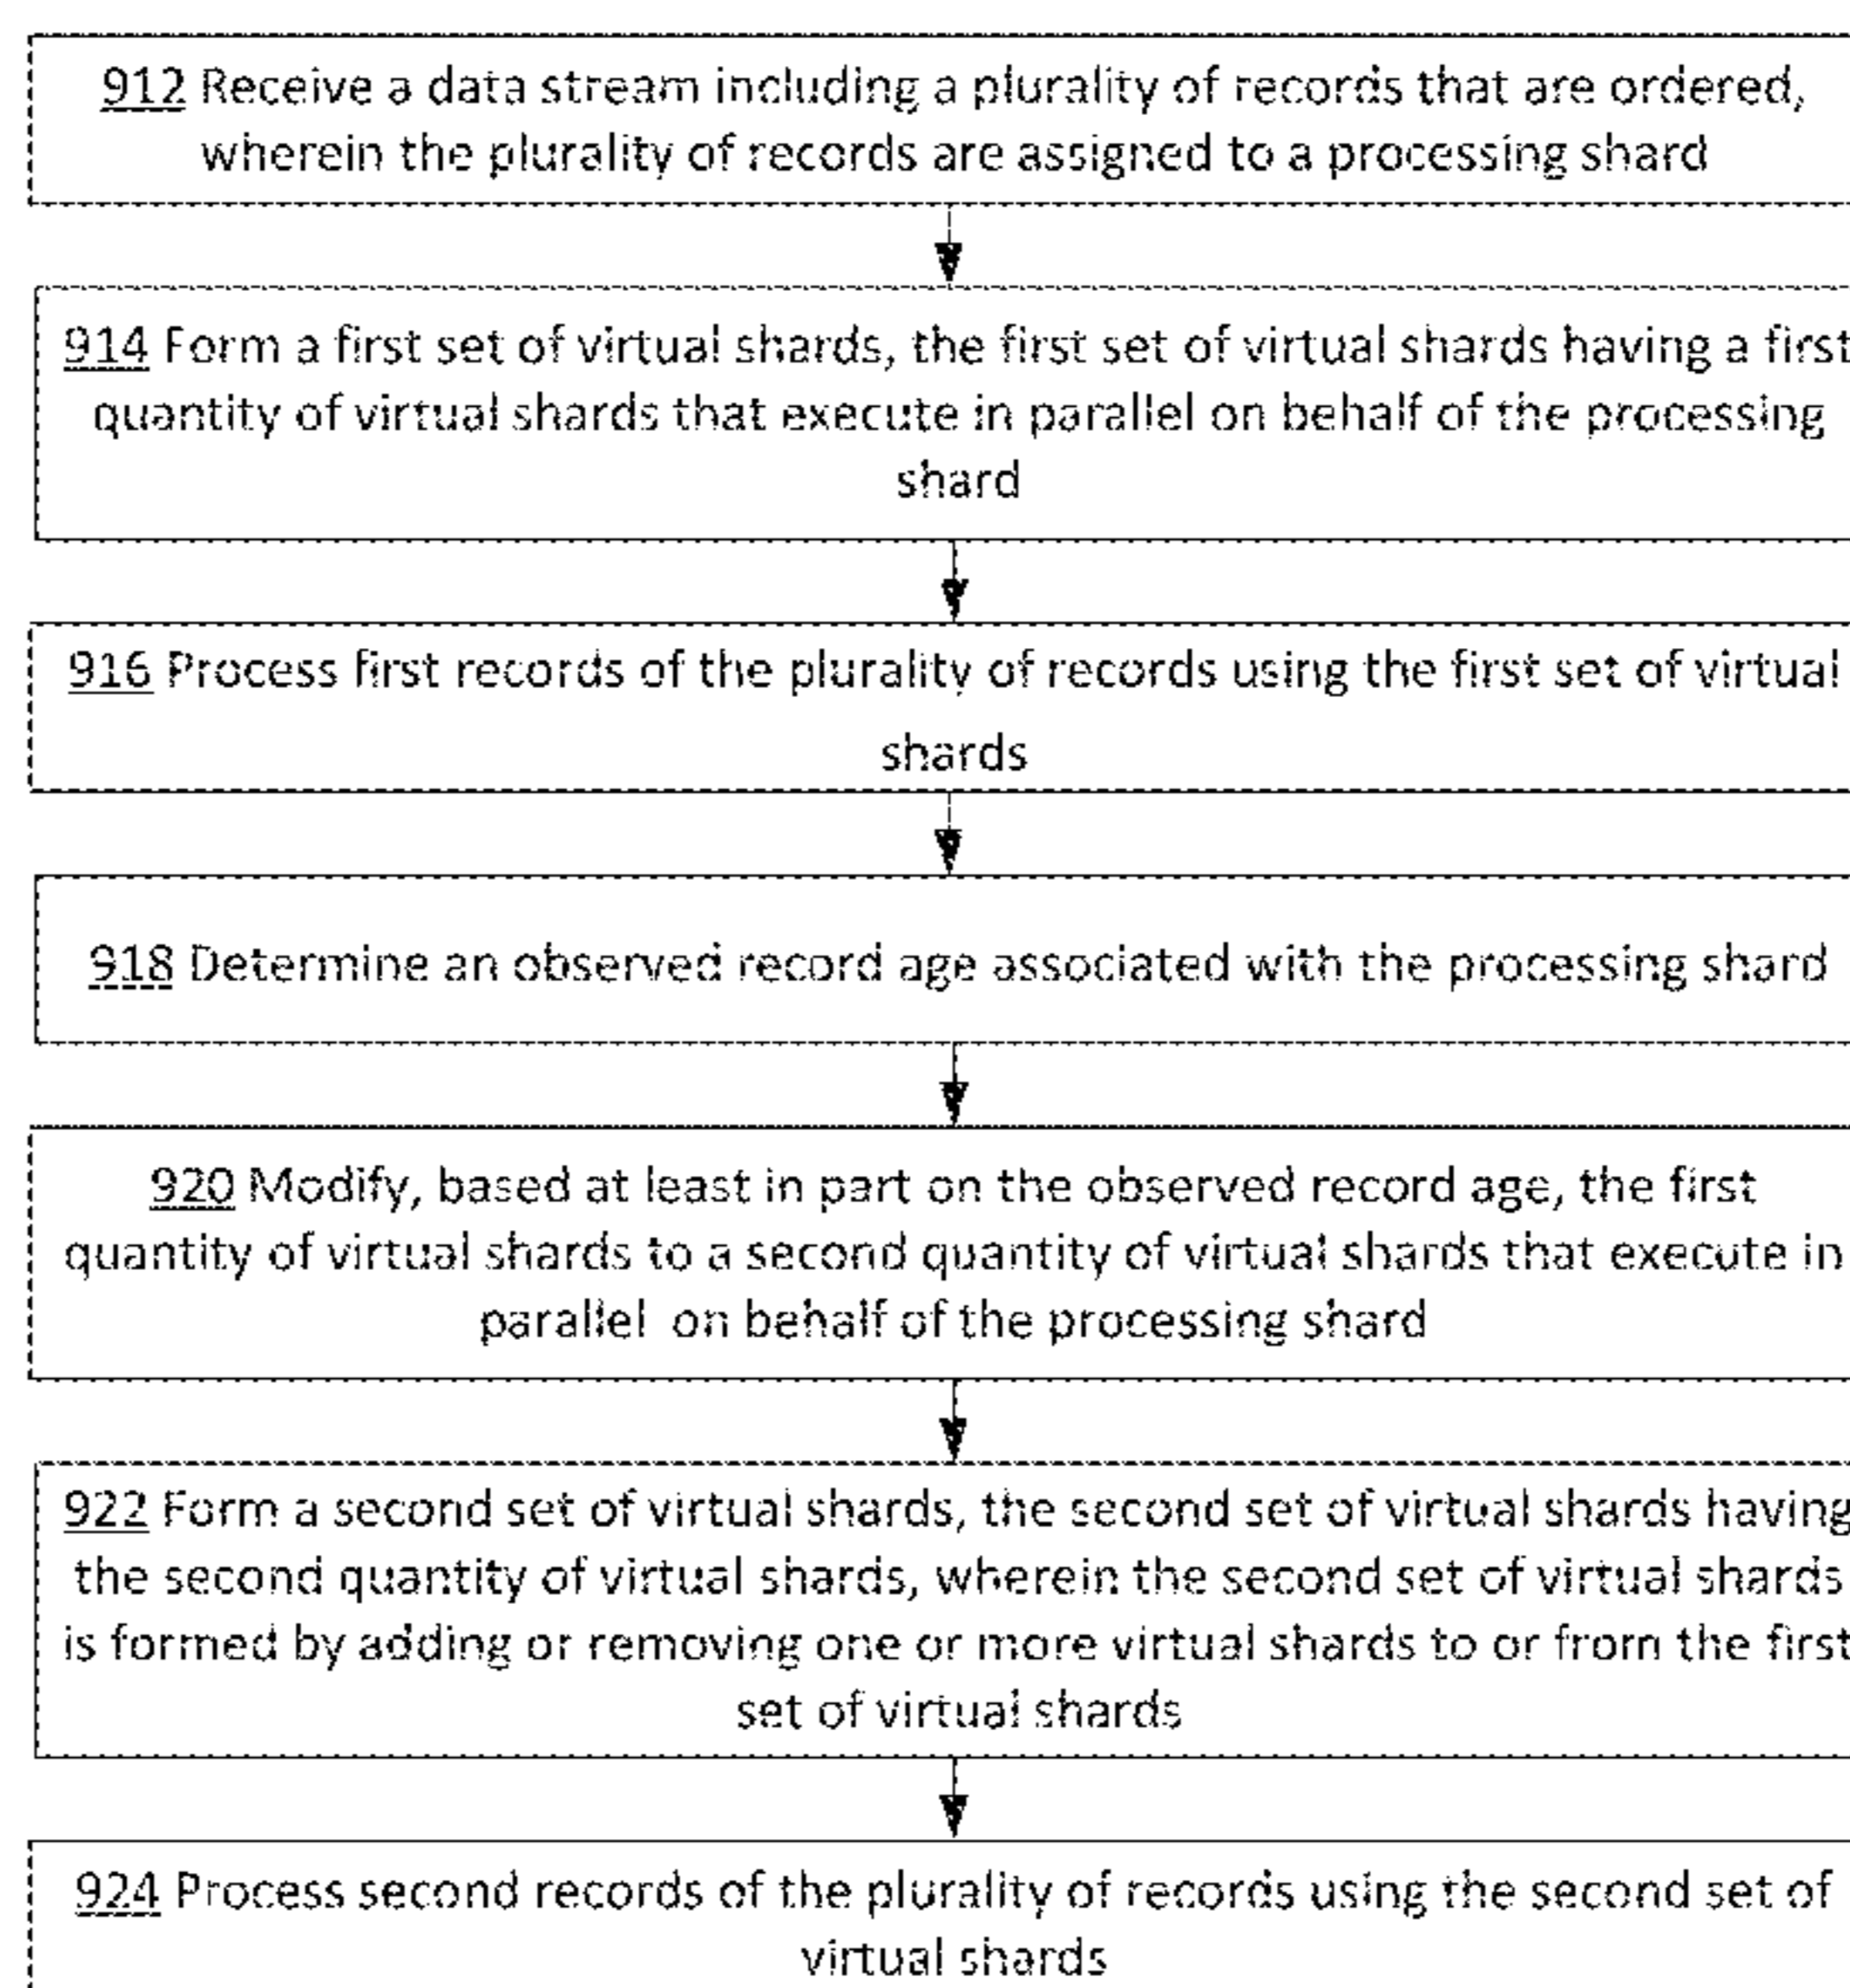 912 Receive a data stream including a plurality of records that are ordered,
wherein the plurality of records are assigned to a processing shard
914 Form a first set of virtual shards, the first set of virtual shards having a first
quantity of virtual shards that execute in parallel on behalf of the processing
shard
916 Process first records of the plurality of records using the first set of virtual
shards
918 Determine an observed record age associated with the processing shard
920 Modify, based at least in part on the observed record age, the first
quantity of virtual shards to a second quantity of virtual shards that execute in
parallel on behalf of the processing shard
922 Form a second set of virtual shards, the second set of virtual shards having
the second quantity of virtual shards, wherein the second set of virtual shards
is formed by adding or removing one or more virtual shards to or from the first
set of virtual shards
924 Process second records of the plurality of records using the second set of
virtual shards